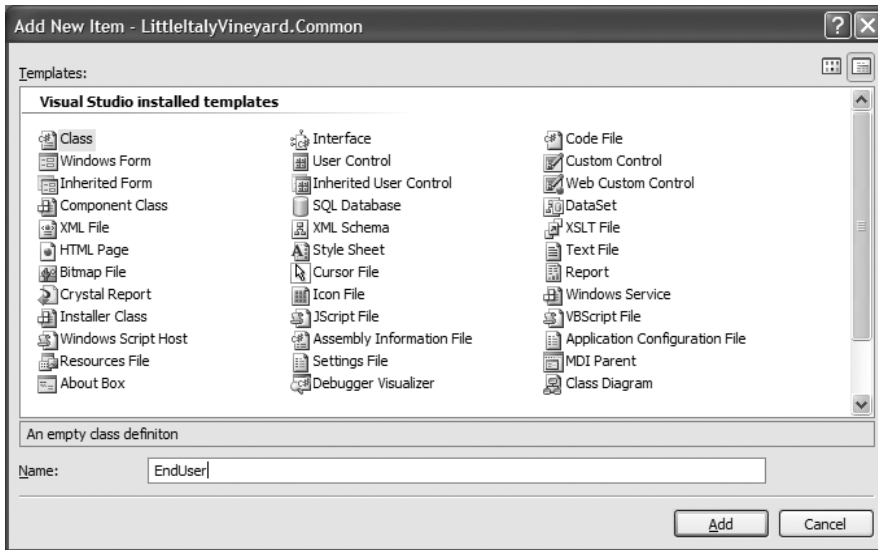 Add New Item - LittleItalyVineyard.Common
Templates:
Visual Studio installed templates
Class Interface Code File
Windows Form User Control Custom Control
Inherited Form Inherited User Control Web Custom Control
Component Class SQL Database DataSet
XML File XML Schema XSLT File
HTML Page Style Sheet Text File
Bitmap File Cursor File Report
Crystal Report Icon File Windows Service
Installer Class JScript File VBScript File
Windows Script Host Assembly Information File Application Configuration File
Resources File Settings File MDI Parent
About Box Debugger Visualizer Class Diagram
An empty class definiton
Name: EndUser
Add Cancel